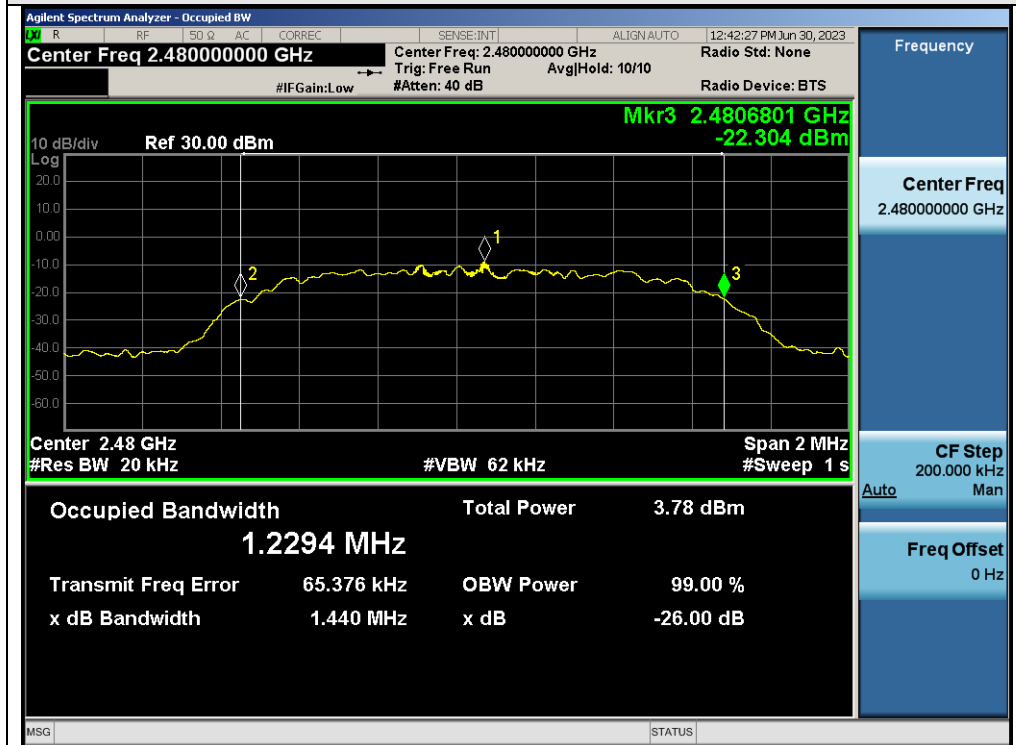 Agilent Spectrum Analyzer - Occupied BW
LXI R RF 50 Ω AC CORREC SENSE:INT ALIGN AUTO 12:42:27 PM Jun 30, 2023
Center Freq 2.480000000 GHz
Center Freq: 2.480000000 GHz
Radio Std: None
Trig: Free Run Avg|Hold: 10/10
#IFGain:Low #Atten: 40 dB Radio Device: BTS
Frequency
Mkr3 2.4806801 GHz
-22.304 dBm
10 dB/div Ref 30.00 dBm
Log
20.0
10.0
0.00
-10.0
-20.0
-30.0
-40.0
-50.0
-60.0
1
2
3
Center 2.48 GHz Span 2 MHz
#Res BW 20 kHz #VBW 62 kHz #Sweep 1 s
Center Freq
2.480000000 GHz
CF Step
200.000 kHz
Auto Man
Freq Offset
0 Hz
Occupied Bandwidth Total Power 3.78 dBm
1.2294 MHz
Transmit Freq Error 65.376 kHz OBW Power 99.00 %
x dB Bandwidth 1.440 MHz x dB -26.00 dB
MSG STATUS